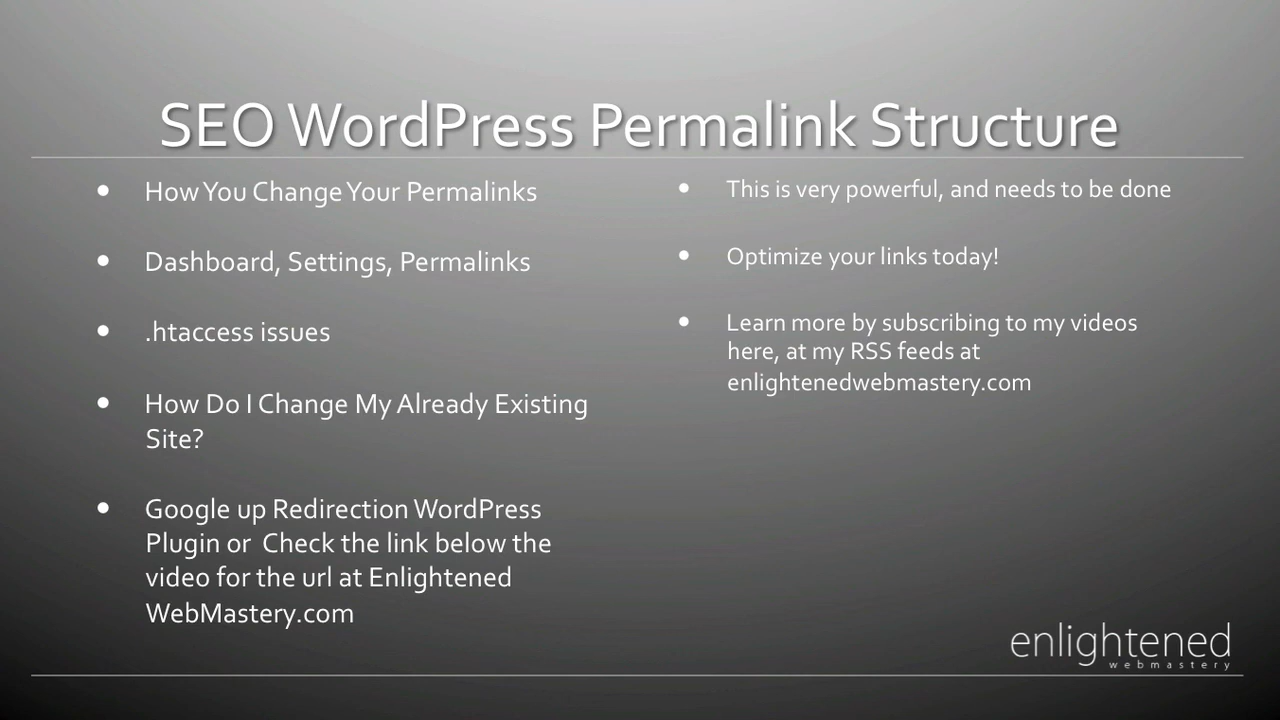 SEO WordPress Permalink Structure
• How You Change Your Permalinks
• Dashboard, Settings, Permalinks
• .htaccess issues
• How Do I Change My Already Existing
Site?
• Google up Redirection WordPress
Plugin or  Check the link below the
video for the url at Enlightened
WebMastery.com
• This is very powerful, and needs to be done
• Optimize your links today!
• Learn more by subscribing to my videos
here, at my RSS feeds at
enlightenedwebmastery.com
enlightened
webmastery